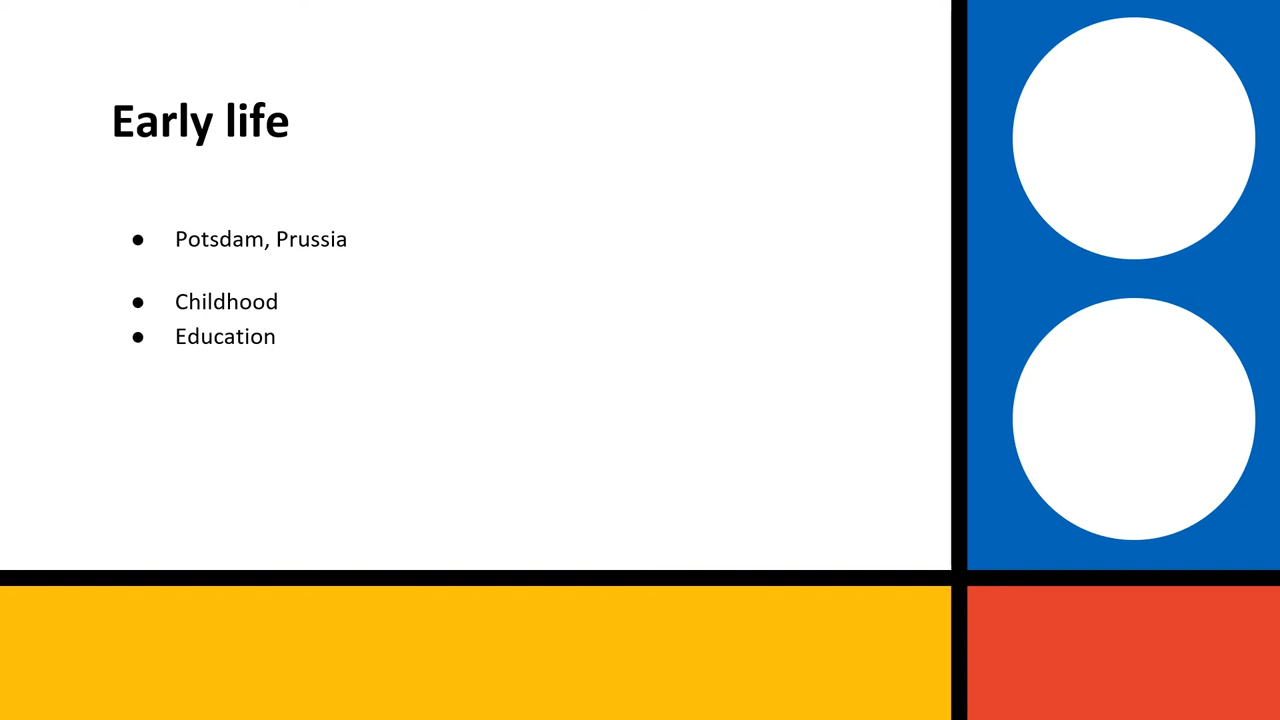 Early life
● Potsdam, Prussia
● Childhood
● Education